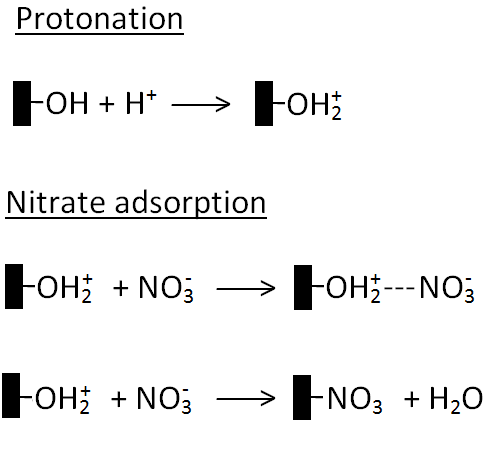 Protonation
-OH + H⁺ ⟶ -OH₂⁺
Nitrate adsorption
-OH₂⁺ + NO₃⁻ ⟶ -OH₂⁺---NO₃⁻
-OH₂⁺ + NO₃⁻ ⟶ -NO₃ + H₂O